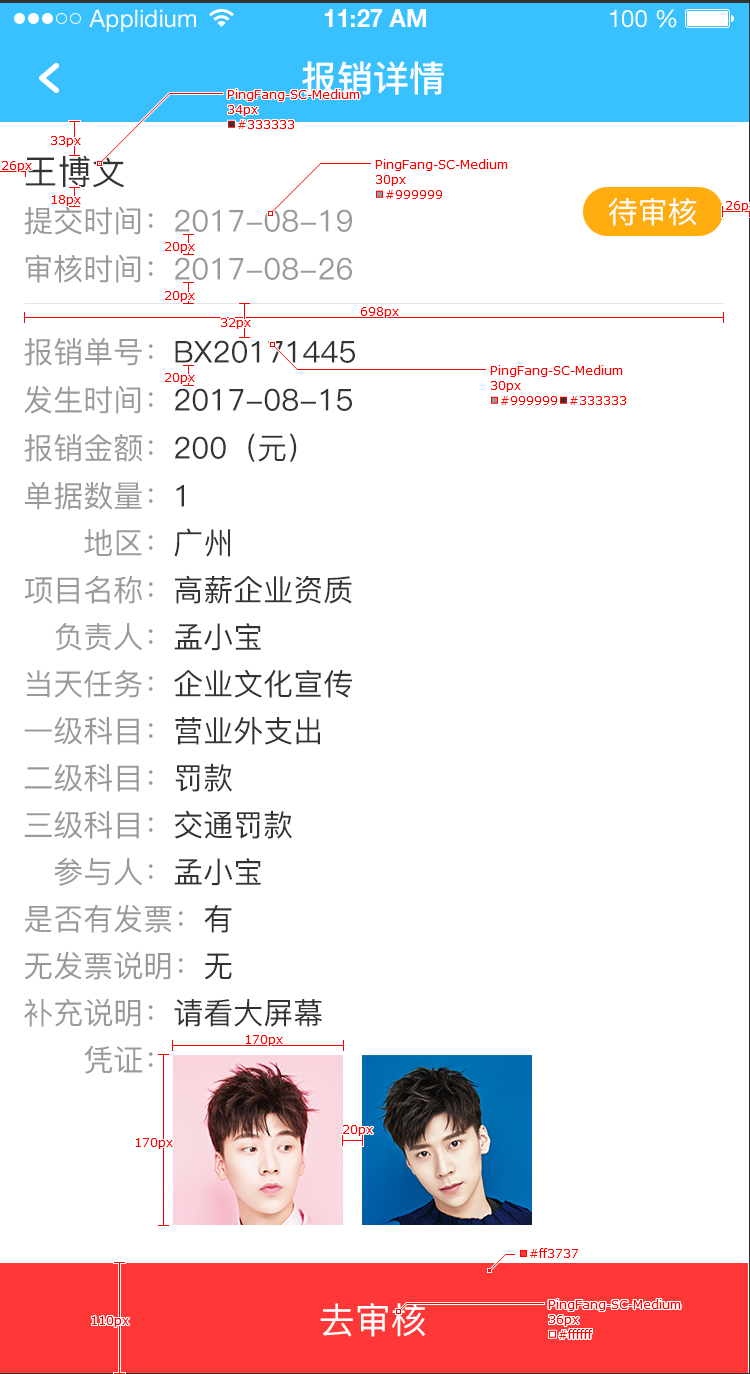 Applidium 11:27 AM 100 %
报销详情
PingFang-SC-Medium
34px
#333333
33px
26px
王博文
PingFang-SC-Medium
30px
#999999
18px
提交时间：2017-08-19
待审核
26px
20px
审核时间：2017-08-26
20px
698px
32px
报销单号：BX20171445
PingFang-SC-Medium
30px
#999999 #333333
20px
发生时间：2017-08-15
报销金额：200（元）
单据数量：1
地区：广州
项目名称：高薪企业资质
负责人：孟小宝
当天任务：企业文化宣传
一级科目：营业外支出
二级科目：罚款
三级科目：交通罚款
参与人：孟小宝
是否有发票：有
无发票说明：无
补充说明：请看大屏幕
170px
凭证：
20px
170px
#ff3737
去审核
PingFang-SC-Medium
36px
#ffffff
110px